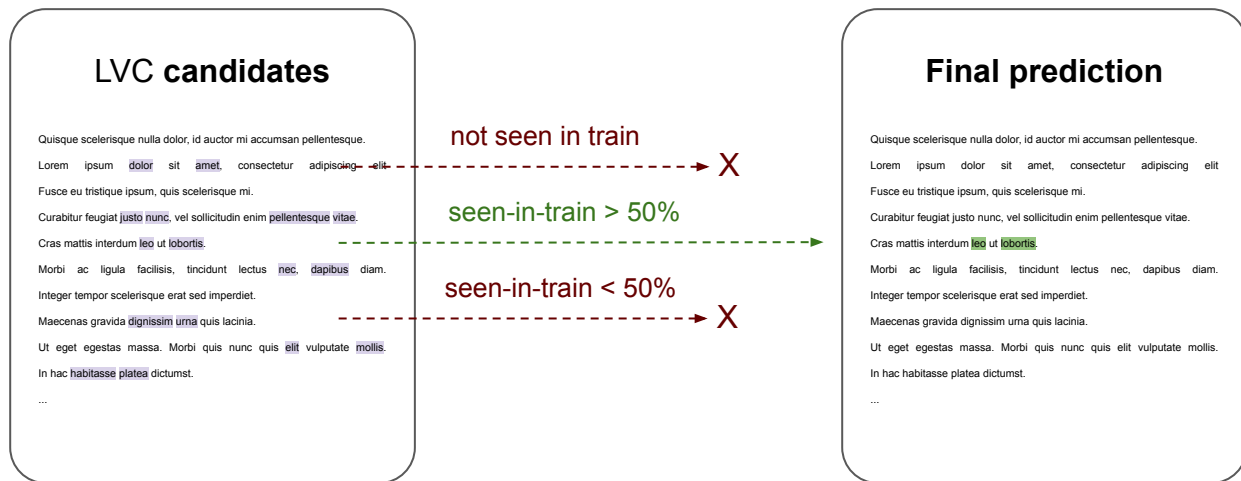 LVC candidates
Quisque scelerisque nulla dolor, id auctor mi accumsan pellentesque.
Lorem ipsum dolor sit amet, consectetur adipiscing elit
Fusce eu tristique ipsum, quis scelerisque mi.
Curabitur feugiat justo nunc, vel sollicitudin enim pellentesque vitae.
Cras mattis interdum leo ut lobortis.
Morbi ac ligula facilisis, tincidunt lectus nec, dapibus diam.
Integer tempor scelerisque erat sed imperdiet.
Maecenas gravida dignissim urna quis lacinia.
Ut eget egestas massa. Morbi quis nunc quis elit vulputate mollis.
In hac habitasse platea dictumst.
...
not seen in train
X
seen-in-train > 50%
seen-in-train < 50%
X
Final prediction
Quisque scelerisque nulla dolor, id auctor mi accumsan pellentesque.
Lorem ipsum dolor sit amet, consectetur adipiscing elit
Fusce eu tristique ipsum, quis scelerisque mi.
Curabitur feugiat justo nunc, vel sollicitudin enim pellentesque vitae.
Cras mattis interdum leo ut lobortis.
Morbi ac ligula facilisis, tincidunt lectus nec, dapibus diam.
Integer tempor scelerisque erat sed imperdiet.
Maecenas gravida dignissim urna quis lacinia.
Ut eget egestas massa. Morbi quis nunc quis elit vulputate mollis.
In hac habitasse platea dictumst.
...